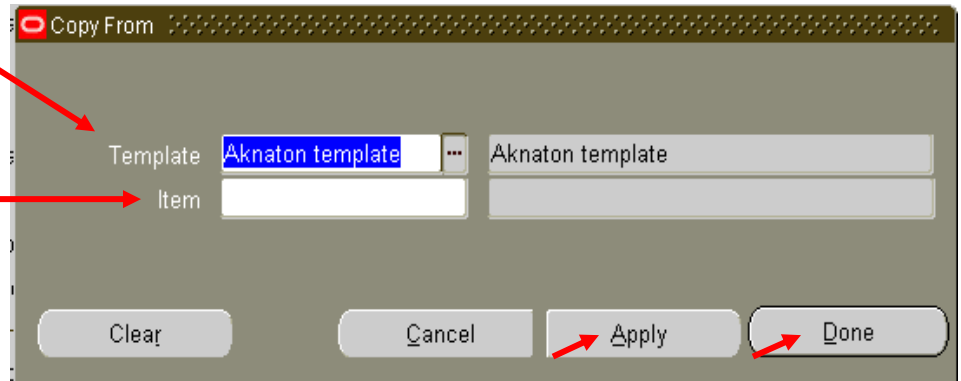 Copy From
Template Aknaton template ... Aknaton template
Item
Clear Cancel Apply Done